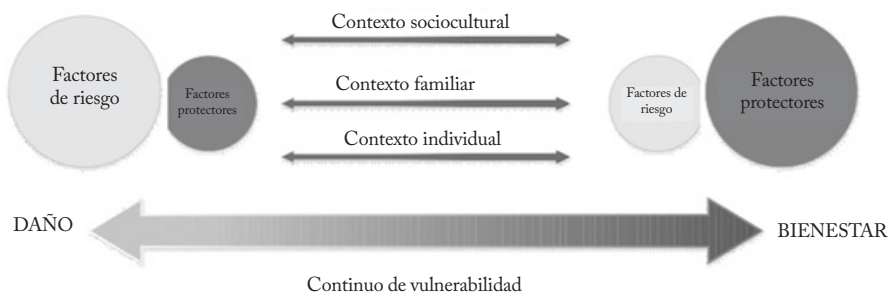 Contexto sociocultural
Factores
de riesgo
Factores
protectores
Contexto familiar
Contexto individual
Factores de
riesgo
Factores
protectores
DAÑO
BIENESTAR
Continuo de vulnerabilidad